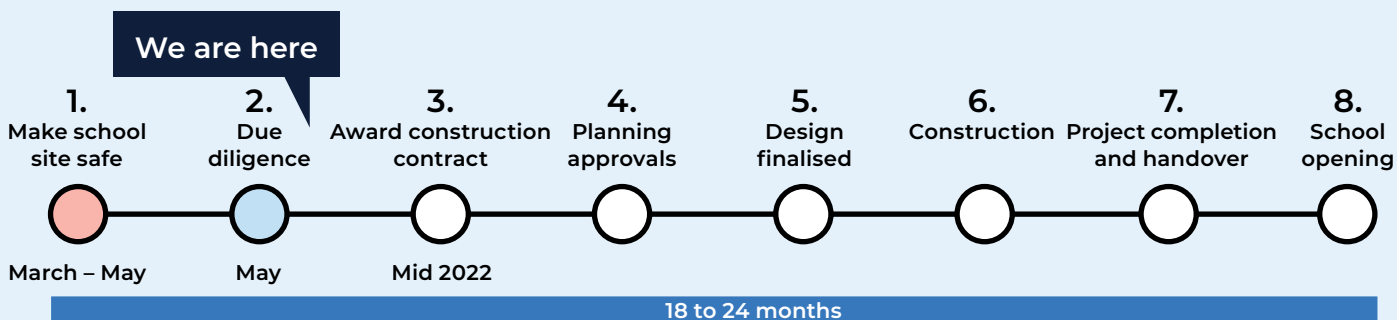 We are here
1.
Make school
site safe
March – May
2.
Due
diligence
May
3.
Award construction
contract
Mid 2022
4.
Planning
approvals
5.
Design
finalised
6.
Construction
7.
Project completion
and handover
8.
School
opening
18 to 24 months